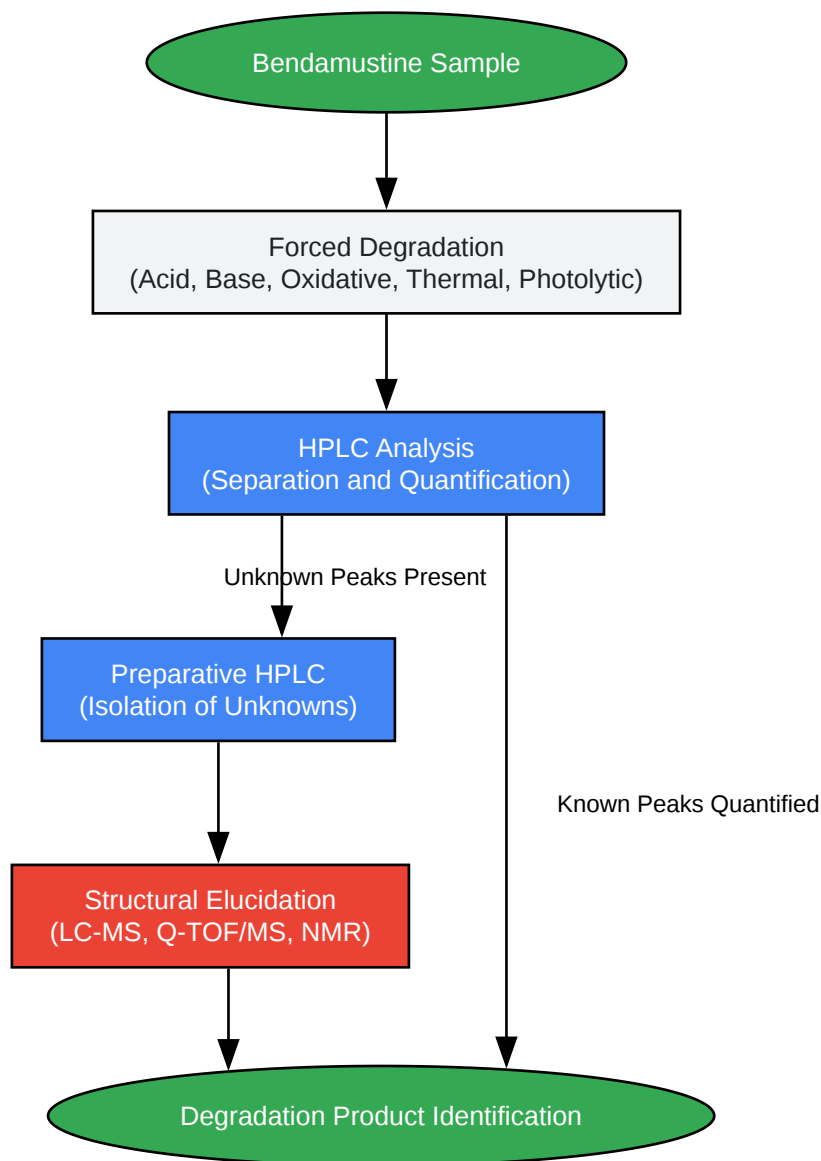 Bendamustine Sample
Forced Degradation
(Acid, Base, Oxidative, Thermal, Photolytic)
HPLC Analysis
(Separation and Quantification)
Unknown Peaks Present
Preparative HPLC
(Isolation of Unknowns)
Known Peaks Quantified
Structural Elucidation
(LC-MS, Q-TOF/MS, NMR)
Degradation Product Identification